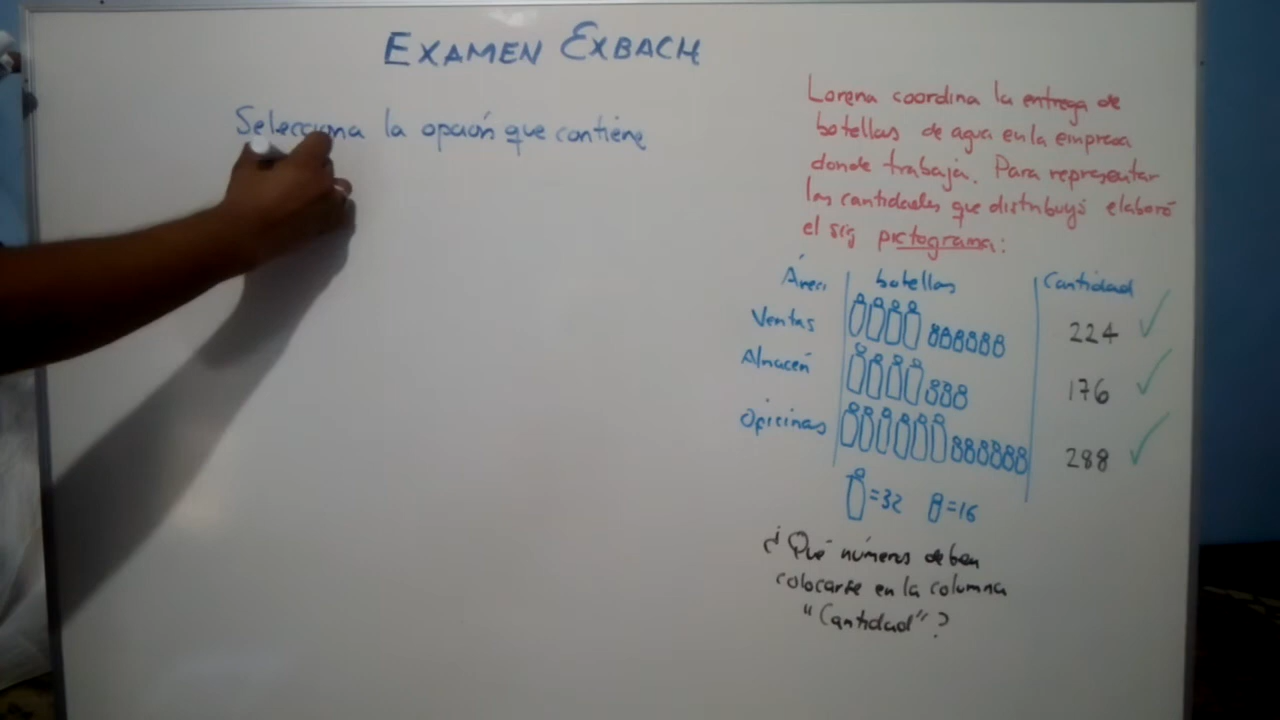 EXAMEN EXBACH
Selecciona la opción que contiene
Lorena coordina la entrega de
botellas de agua en la empresa
donde trabaja. Para representar
las cantidades que distribuyó elaboró
el sig pictograma:
Área botellas Cantidad
Ventas 224
Almacén 176
Oficinas 288
=32 =16
¿Qué números deben
colocarse en la columna
"Cantidad"?